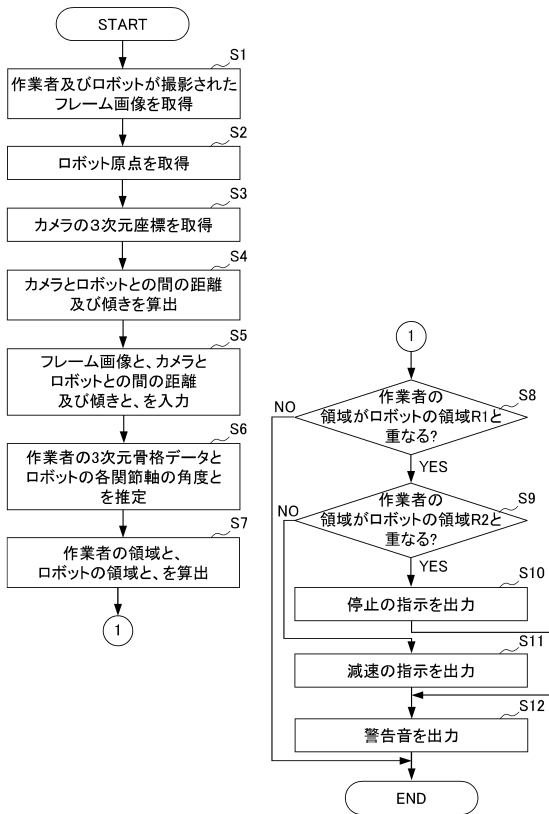 START
S1
作業者及びロボットが撮影された
フレーム画像を取得
S2
ロボット原点を取得
S3
カメラの３次元座標を取得
S4
カメラとロボットとの間の距離
及び傾きを算出
S5
フレーム画像と、カメラと
ロボットとの間の距離
及び傾きと、を入力
S6
作業者の3次元骨格データと
ロボットの各関節軸の角度と
を推定
S7
作業者の領域と、
ロボットの領域と、を算出
1
1
S8
作業者の
領域がロボットの領域R1と
重なる?
NO
YES
S9
作業者の
領域がロボットの領域R2と
重なる?
NO
YES
S10
停止の指示を出力
S11
減速の指示を出力
S12
警告音を出力
END